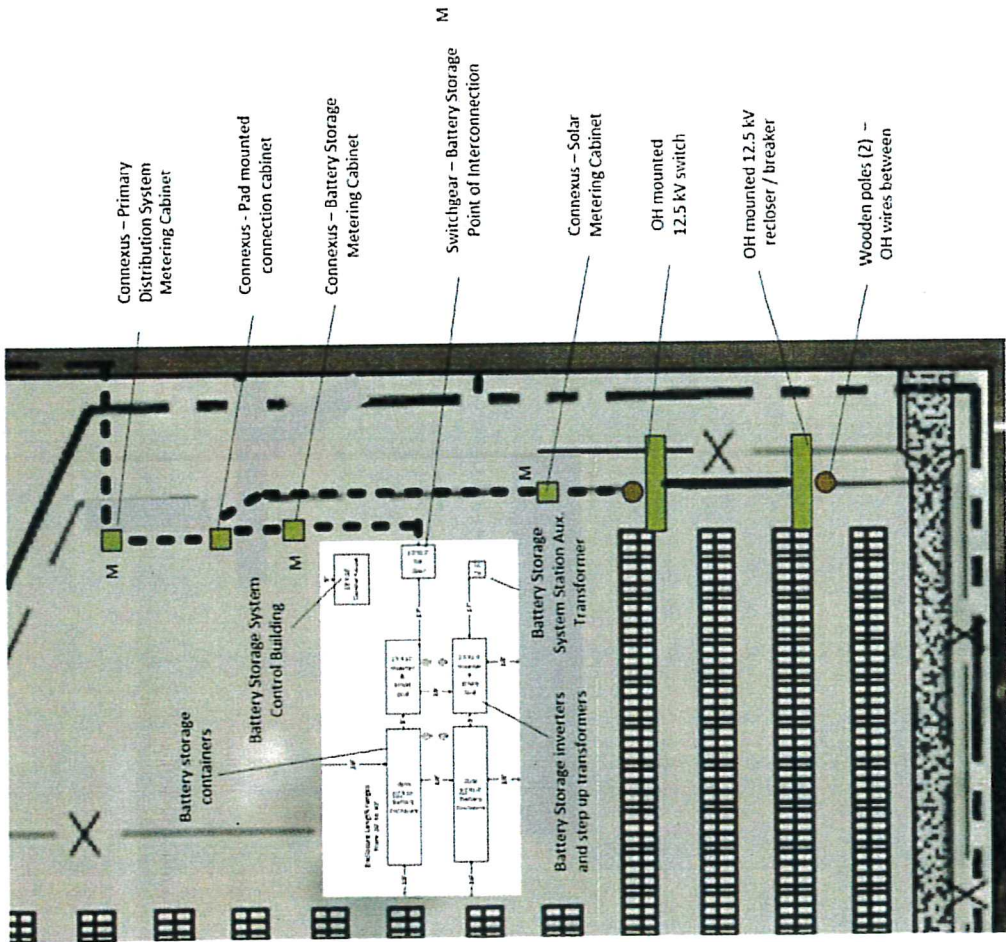 Connexus – Primary
Distribution System
Metering Cabinet
Connexus - Pad mounted
connection cabinet
Connexus – Battery Storage
Metering Cabinet
Switchgear – Battery Storage
Point of Interconnection
M
Connexus – Solar
Metering Cabinet
OH mounted
12.5 kV switch
OH mounted 12.5 kV
recloser / breaker
Wooden poles (2) –
OH wires between
M
M
M
Battery Storage System
Control Building
Battery storage
containers
Battery Storage
System Station Aux.
Transformer
Battery Storage inverters
and step up transformers